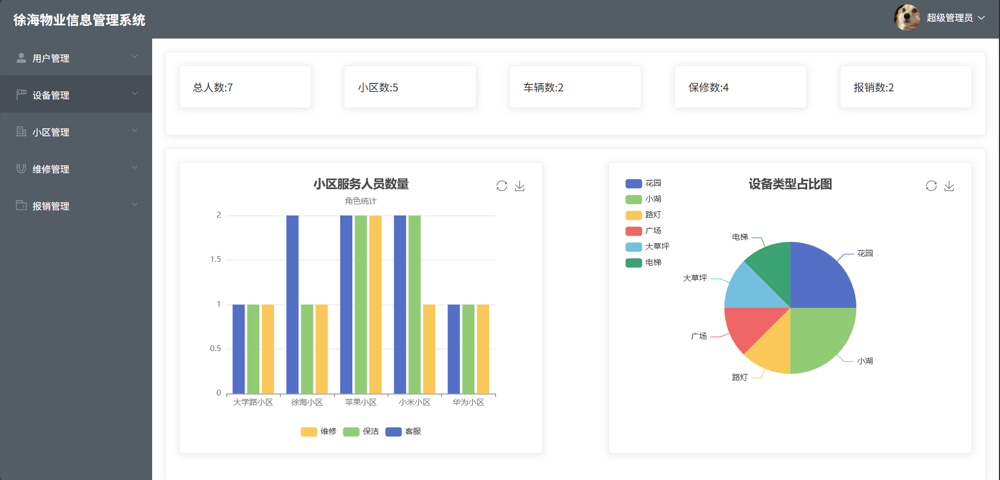 徐海物业信息管理系统
超级管理员
用户管理
设备管理
小区管理
维修管理
报销管理
总人数:7
小区数:5
车辆数:2
保修数:4
报销数:2
小区服务人员数量
角色统计
2
1.5
1
0.5
0
大学路小区
徐海小区
苹果小区
小米小区
华为小区
维修
保洁
客服
设备类型占比图
花园
小湖
路灯
广场
大草坪
电梯
电梯
花园
大草坪
广场
小湖
路灯